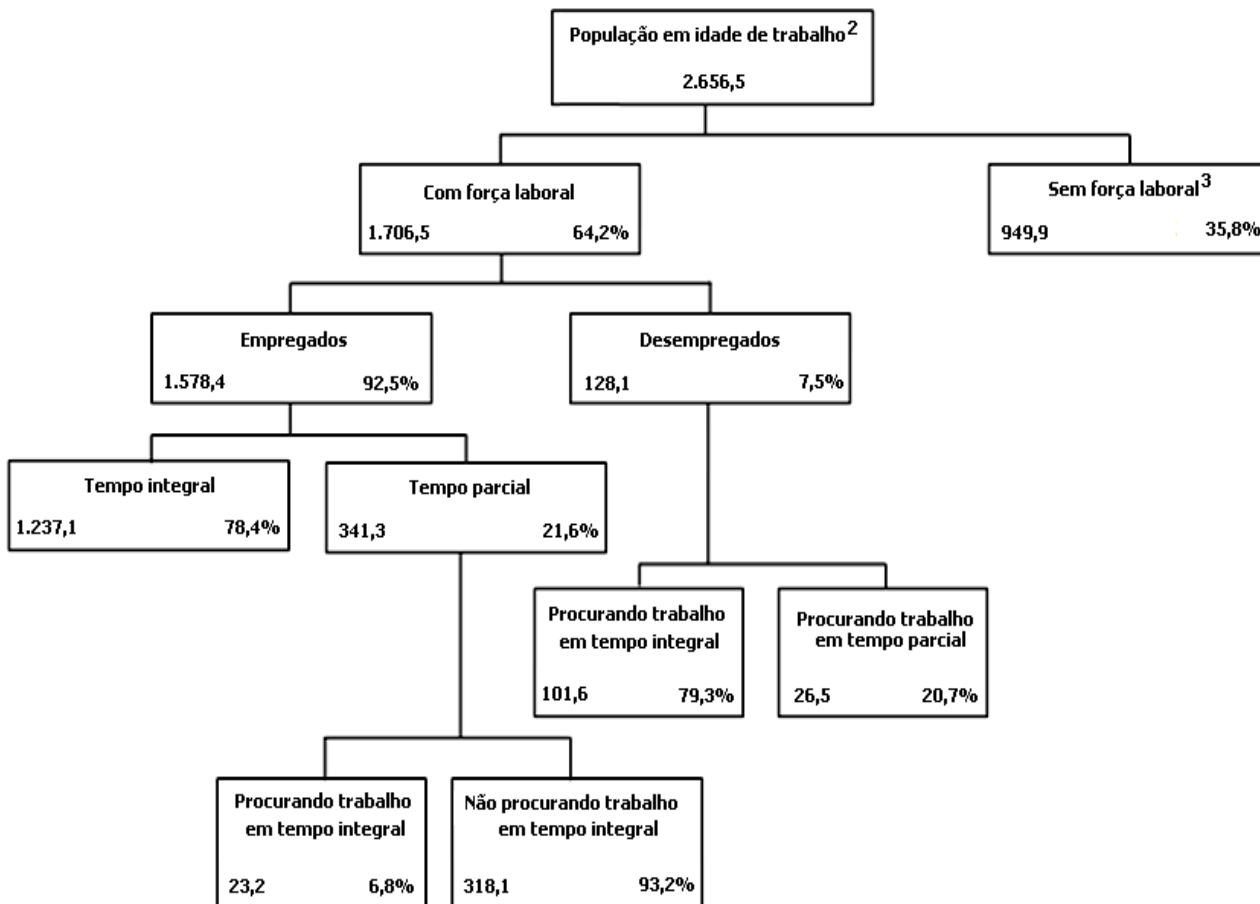 População em idade de trabalho²
2.656,5
Com força laboral
1.706,5 64,2%
Sem força laboral³
949,9 35,8%
Empregados
1.578,4 92,5%
Desempregados
128,1 7,5%
Tempo integral
1.237,1 78,4%
Tempo parcial
341,3 21,6%
Procurando trabalho
em tempo integral
101,6 79,3%
Procurando trabalho
em tempo parcial
26,5 20,7%
Procurando trabalho
em tempo integral
23,2 6,8%
Não procurando trabalho
em tempo integral
318,1 93,2%